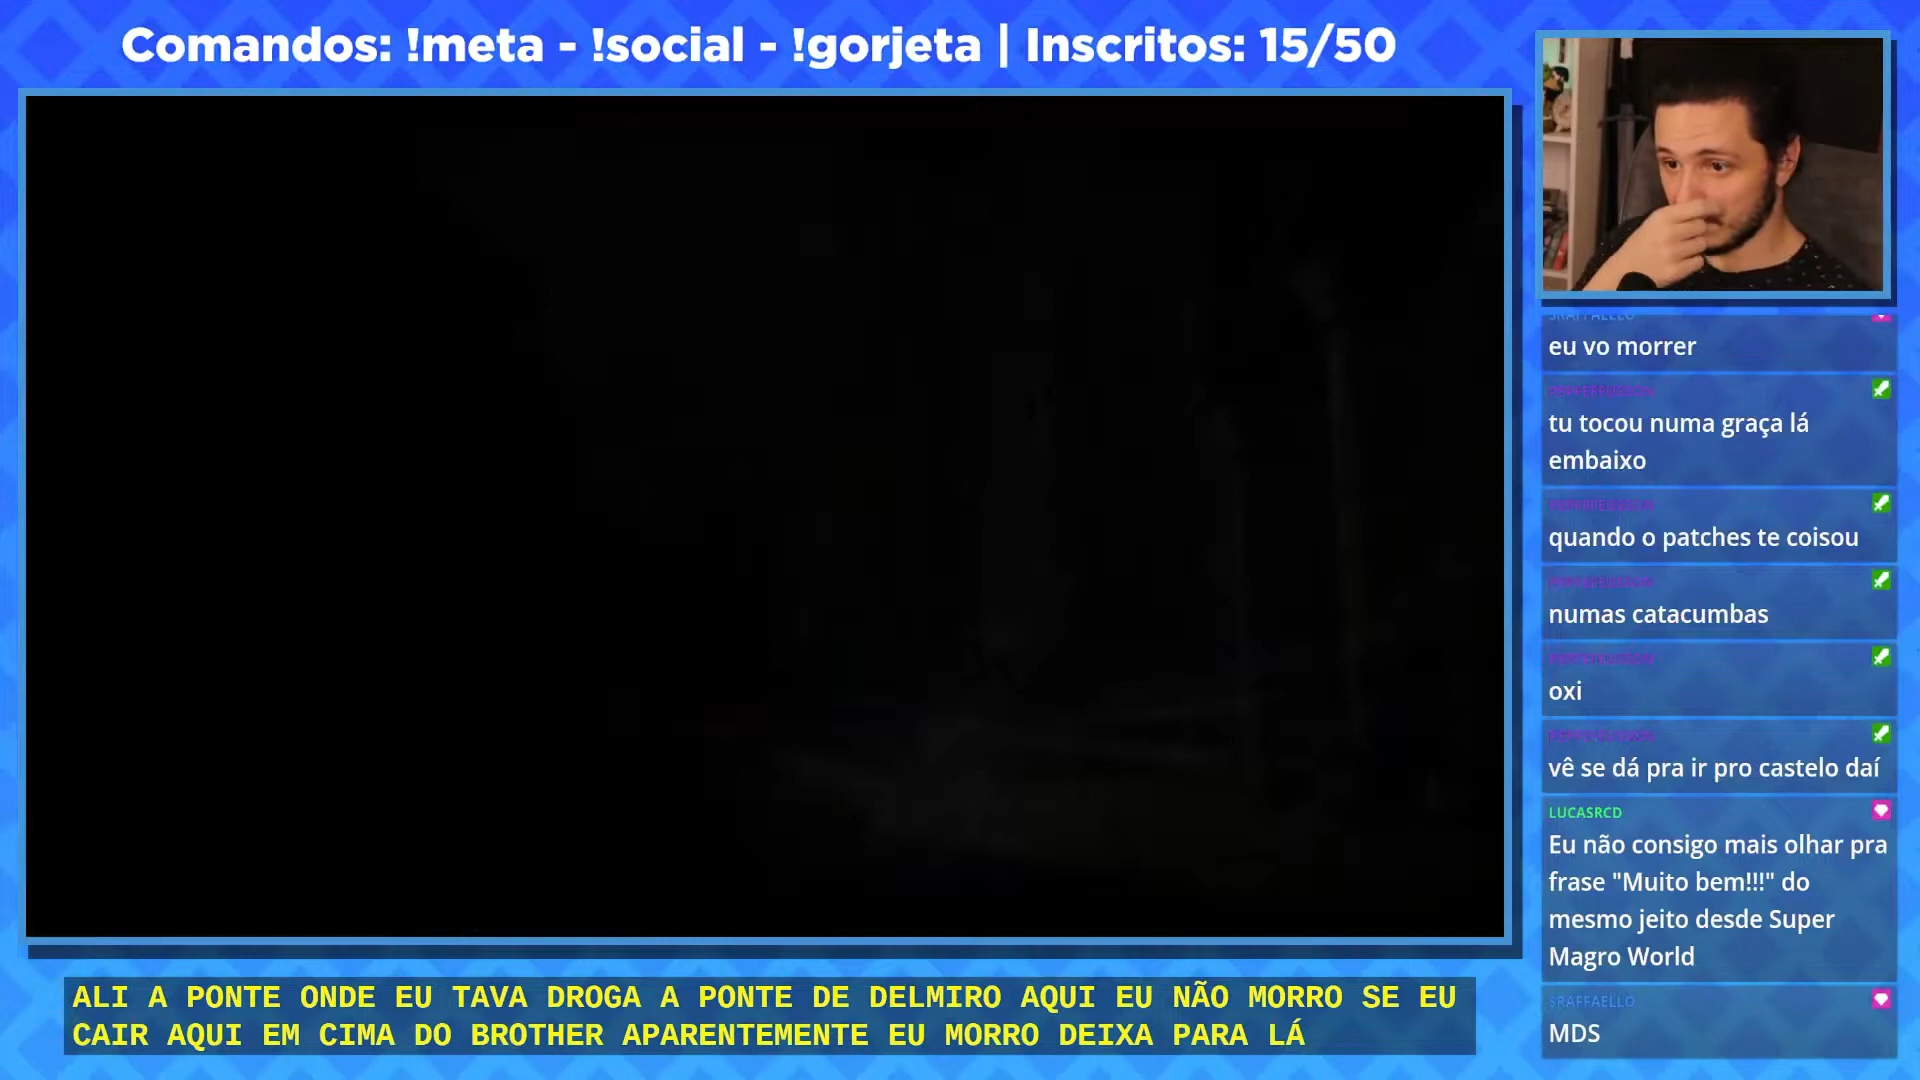 Comandos: !meta - !social - !gorjeta | Inscritos: 15/50
eu vo morrer
tu tocou numa graça lá
embaixo
quando o patches te coisou
numas catacumbas
oxi
vê se dá pra ir pro castelo daí
LUCASRCD
Eu não consigo mais olhar pra
frase "Muito bem!!!" do
mesmo jeito desde Super
Magro World
SRAFFAELLO
MDS
ALI A PONTE ONDE EU TAVA DROGA A PONTE DE DELMIRO AQUI EU NÃO MORRO SE EU
CAIR AQUI EM CIMA DO BROTHER APARENTEMENTE EU MORRO DEIXA PARA LÁ